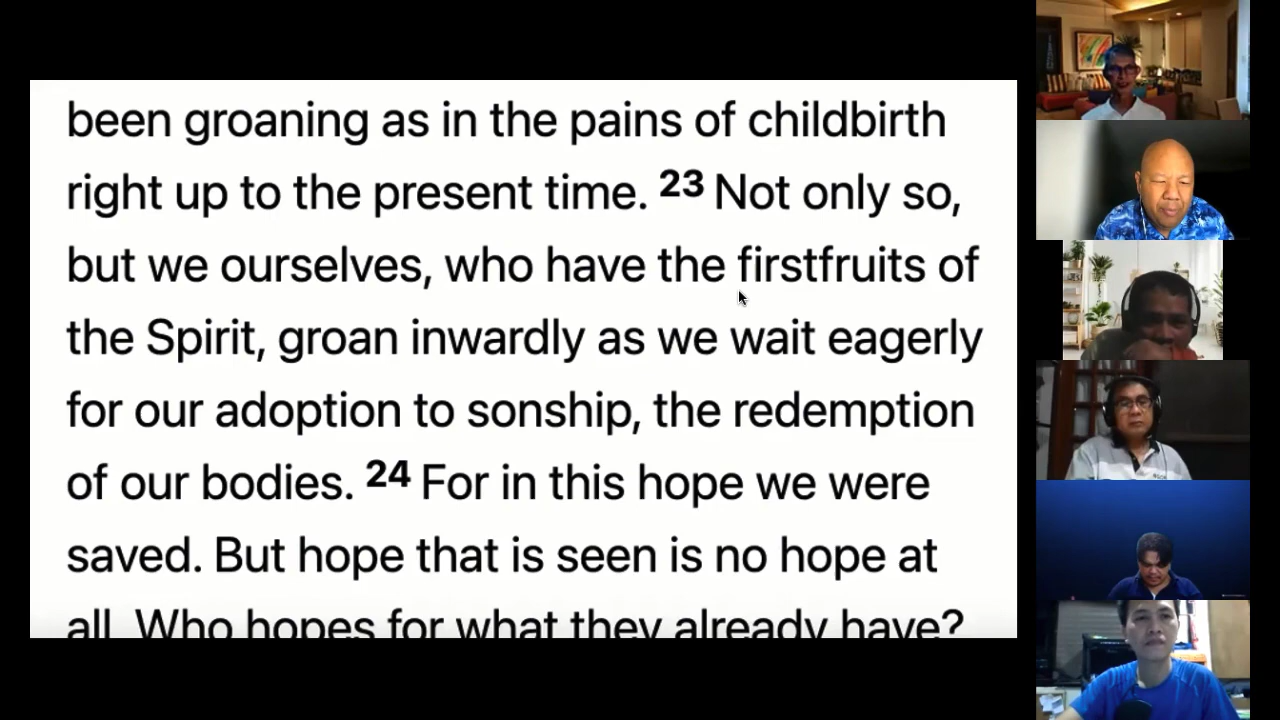 been groaning as in the pains of childbirth
right up to the present time. 23 Not only so,
but we ourselves, who have the firstfruits of
the Spirit, groan inwardly as we wait eagerly
for our adoption to sonship, the redemption
of our bodies. 24 For in this hope we were
saved. But hope that is seen is no hope at
all. Who hopes for what they already have?